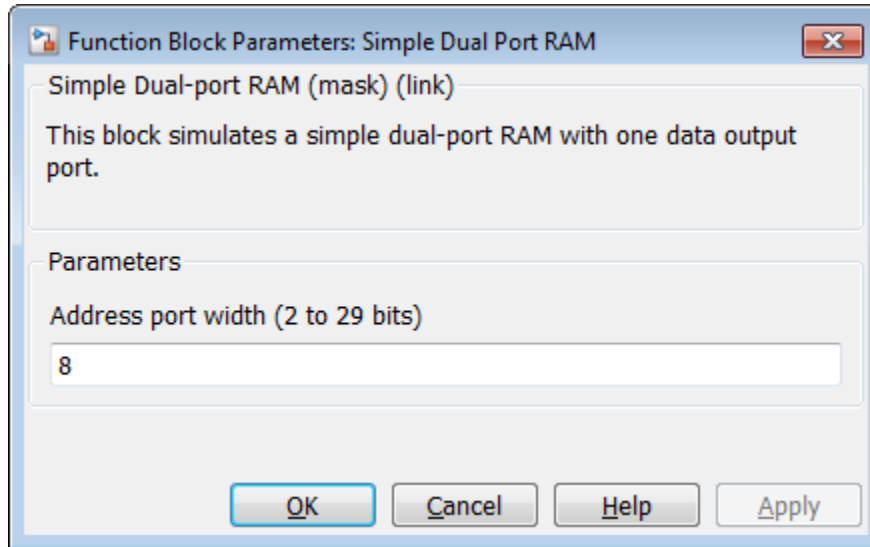 Function Block Parameters: Simple Dual Port RAM
Simple Dual-port RAM (mask) (link)
This block simulates a simple dual-port RAM with one data output
port.
Parameters
Address port width (2 to 29 bits)
8
OK
Cancel
Help
Apply